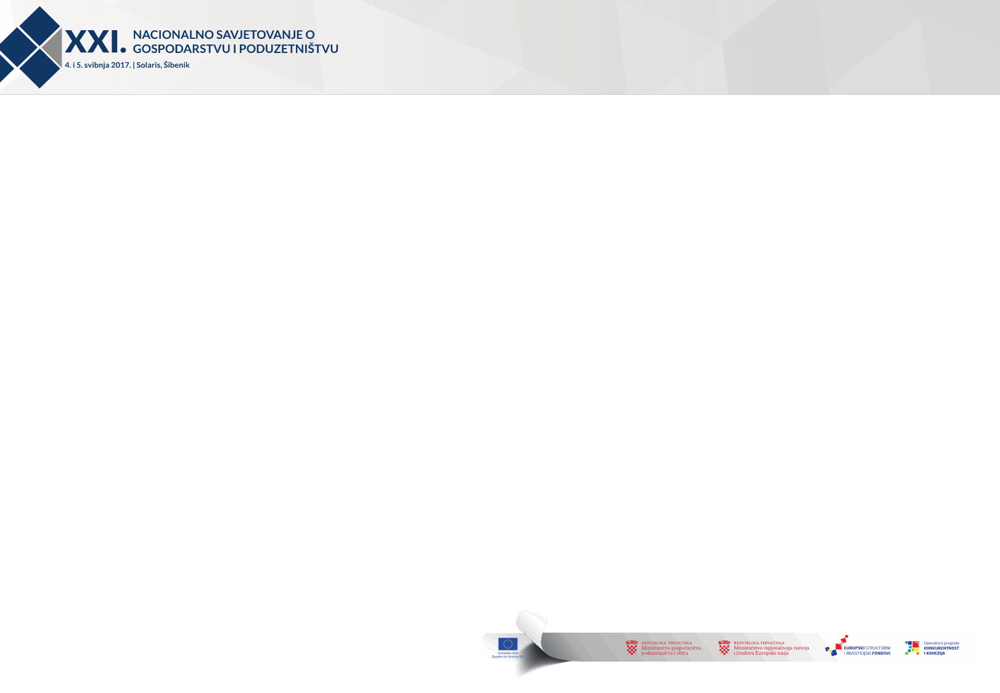 XXI.
NACIONALNO SAVJETOVANJE O
GOSPODARSTVU I PODUZETNIŠTVU
4. i 5. svibnja 2017. | Solaris, Šibenik
Europska unija
Zajedno do fondova EU
REPUBLIKA HRVATSKA
Ministarstvo gospodarstva,
poduzetništva i obrta
REPUBLIKA HRVATSKA
Ministarstvo regionalnoga razvoja
i fondova Europske unije
EUROPSKI STRUKTURNI
I INVESTICIJSKI FONDOVI
Operativni program
KONKURENTNOST
I KOHEZIJA